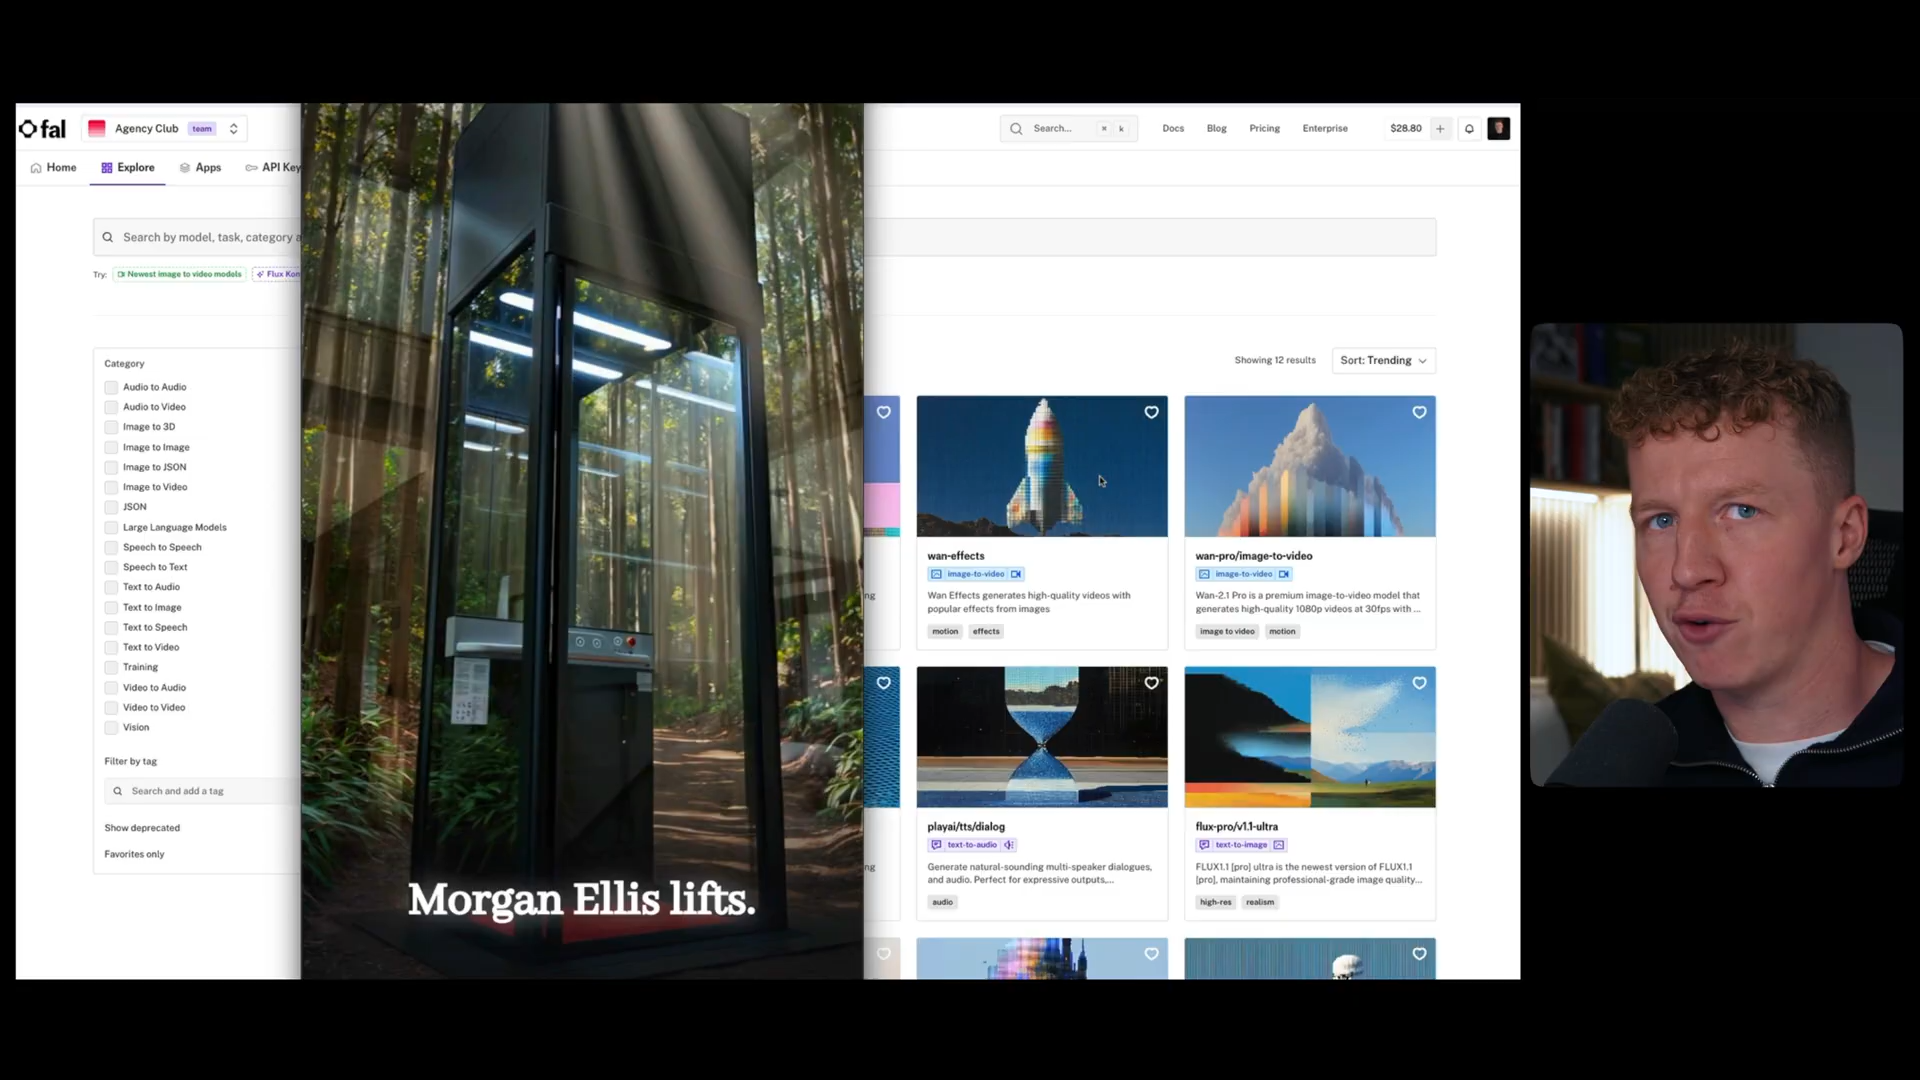 fal
Agency Club
team
Search...
⌘
k
Docs
Blog
Pricing
Enterprise
$28.80
+
Home
Explore
Apps
API Key
Search by model, task, category a
Try:
Newest image to video models
Flux Kon
Category
Audio to Audio
Audio to Video
Image to 3D
Image to Image
Image to JSON
Image to Video
JSON
Large Language Models
Speech to Speech
Speech to Text
Text to Audio
Text to Image
Text to Speech
Text to Video
Training
Video to Audio
Video to Video
Vision
Filter by tag
Search and add a tag
Show deprecated
Favorites only
Morgan Ellis lifts.
Showing 12 results
Sort: Trending
ng
wan-effects
image-to-video
Wan Effects generates high-quality videos with
popular effects from images
motion
effects
wan-pro/image-to-video
image-to-video
Wan-2.1 Pro is a premium image-to-video model that
generates high-quality 1080p videos at 30fps with ...
image to video
motion
ng
playai/tts/dialog
text-to-audio
Generate natural-sounding multi-speaker dialogues,
and audio. Perfect for expressive outputs,...
audio
flux-pro/v1.1-ultra
text-to-image
FLUX1.1 [pro] ultra is the newest version of FLUX1.1
[pro], maintaining professional-grade image quality...
high-res
realism